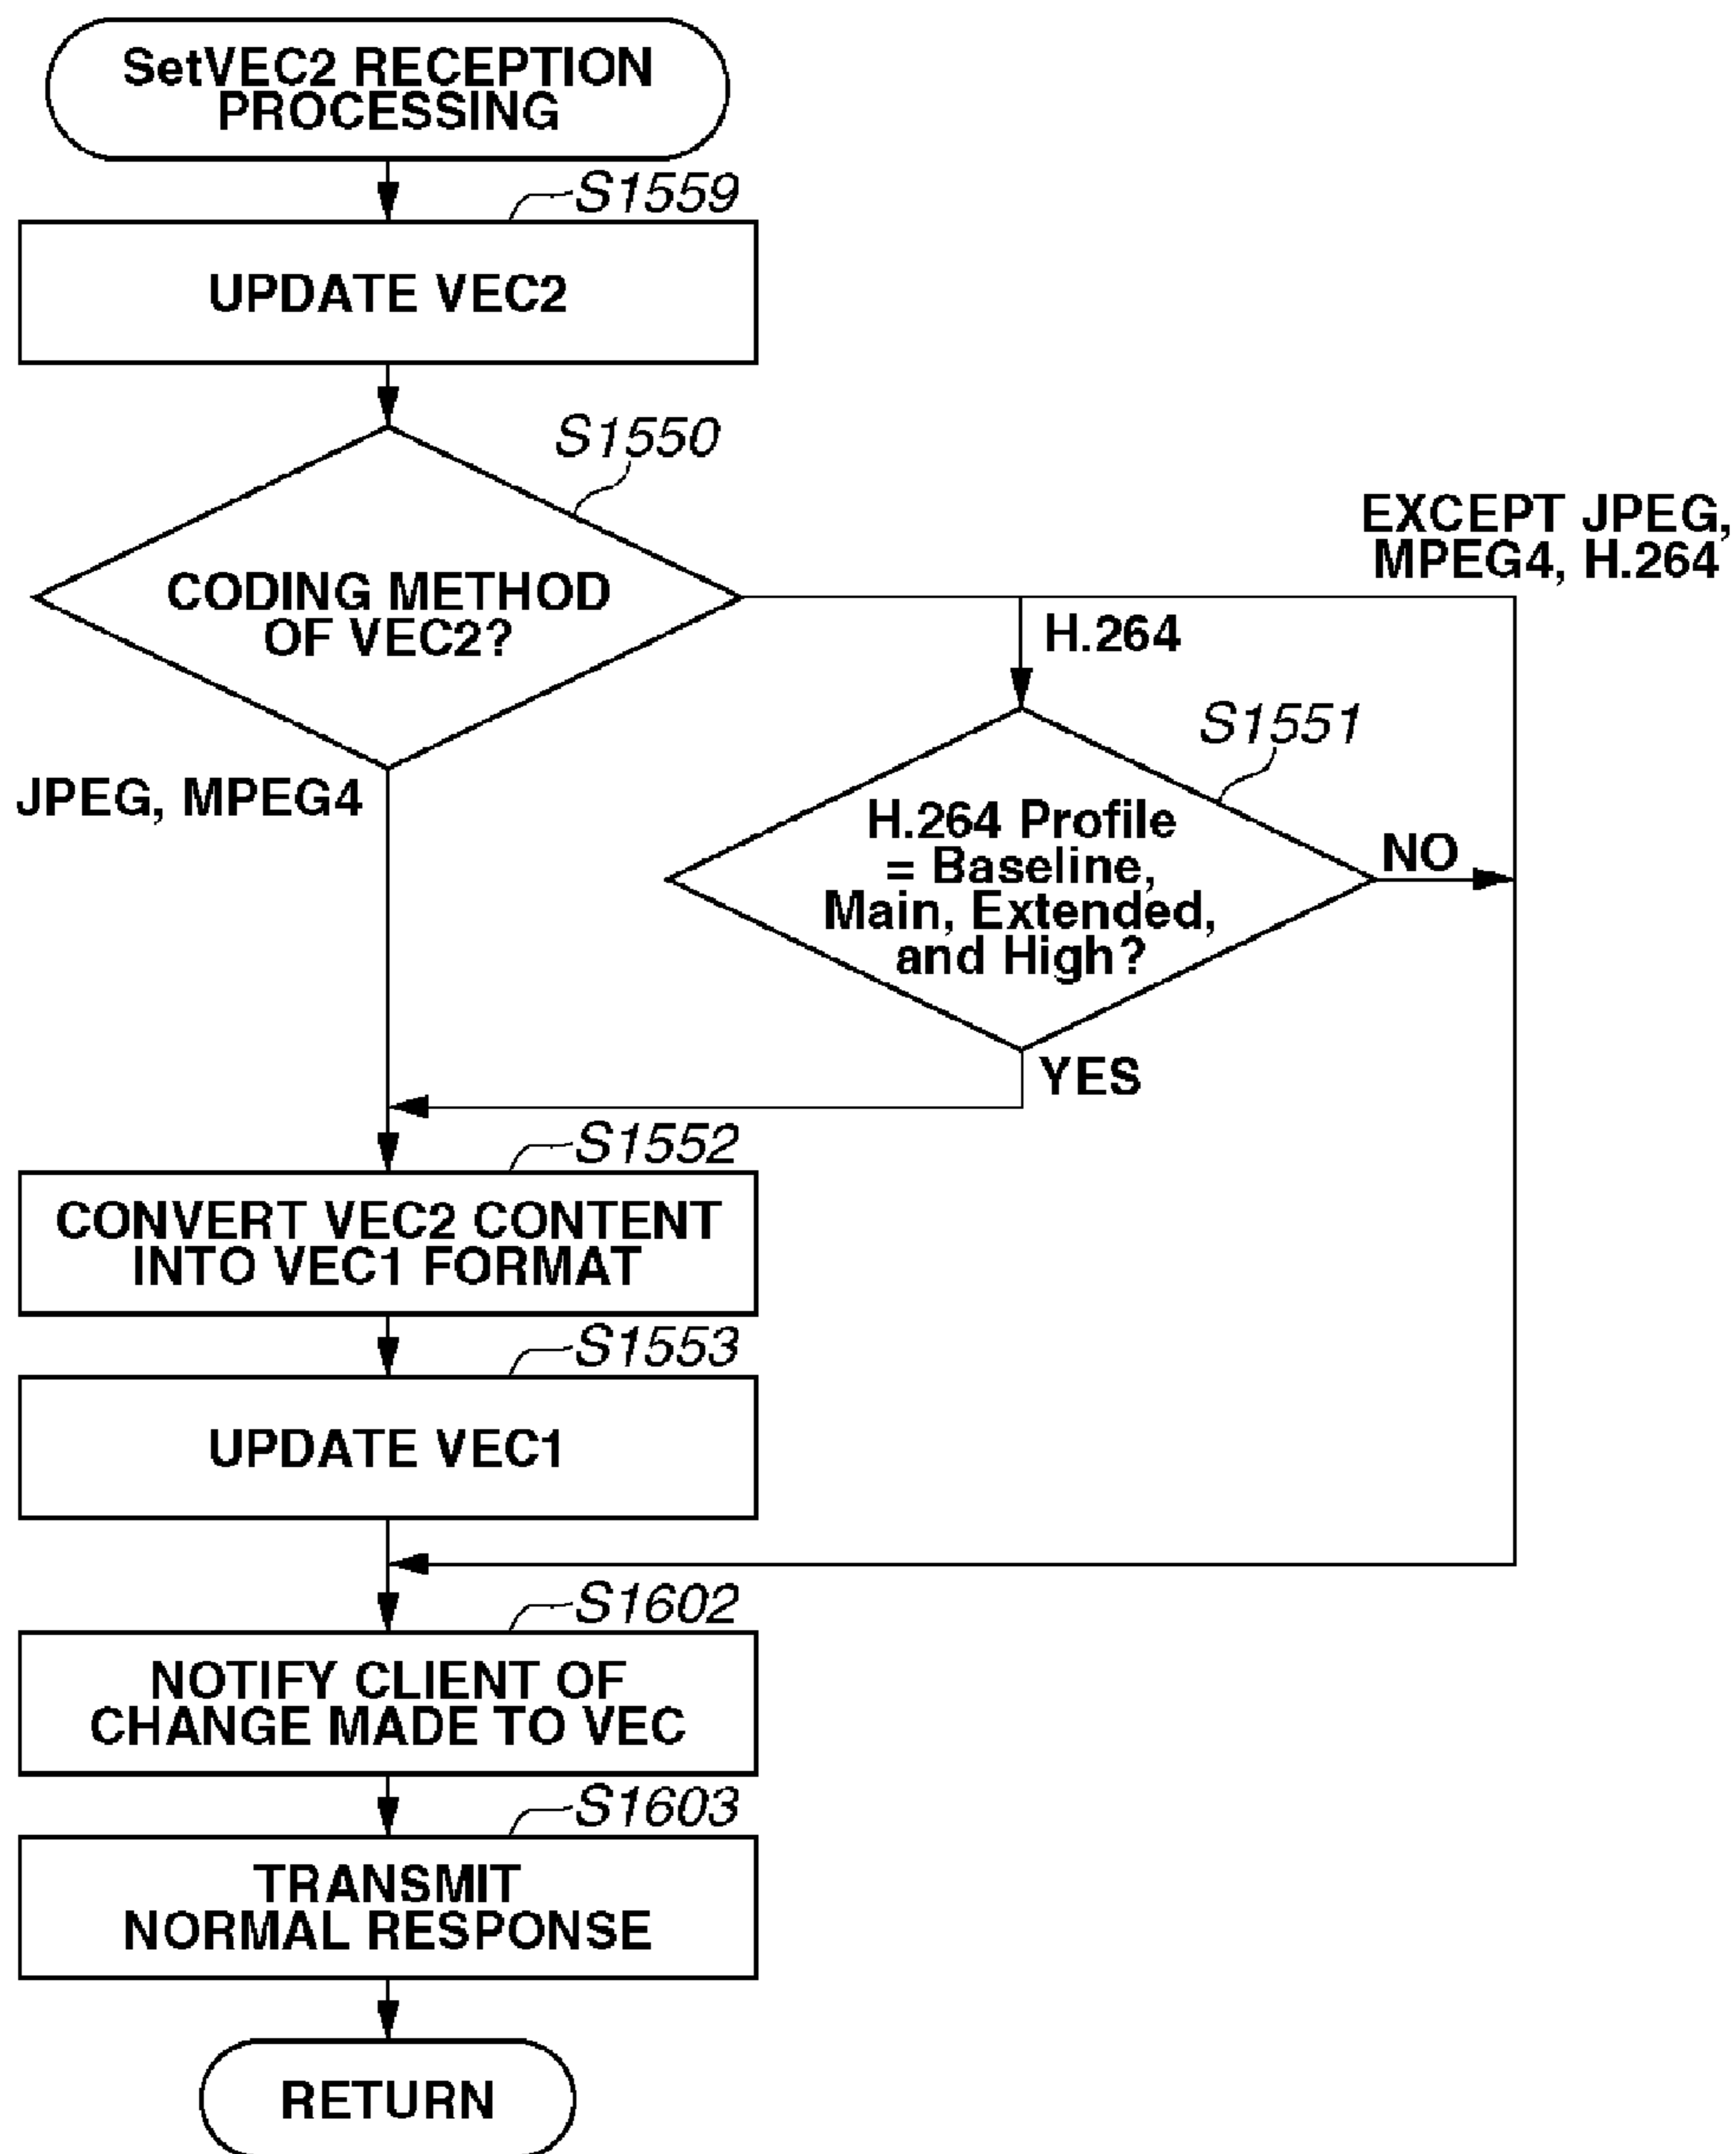 SetVEC2 RECEPTION
PROCESSING
S1559
UPDATE VEC2
S1550
CODING METHOD
OF VEC2?
EXCEPT JPEG,
MPEG4, H.264
H.264
JPEG, MPEG4
S1551
H.264 Profile
= Baseline,
Main, Extended,
and High?
NO
YES
S1552
CONVERT VEC2 CONTENT
INTO VEC1 FORMAT
S1553
UPDATE VEC1
S1602
NOTIFY CLIENT OF
CHANGE MADE TO VEC
S1603
TRANSMIT
NORMAL RESPONSE
RETURN